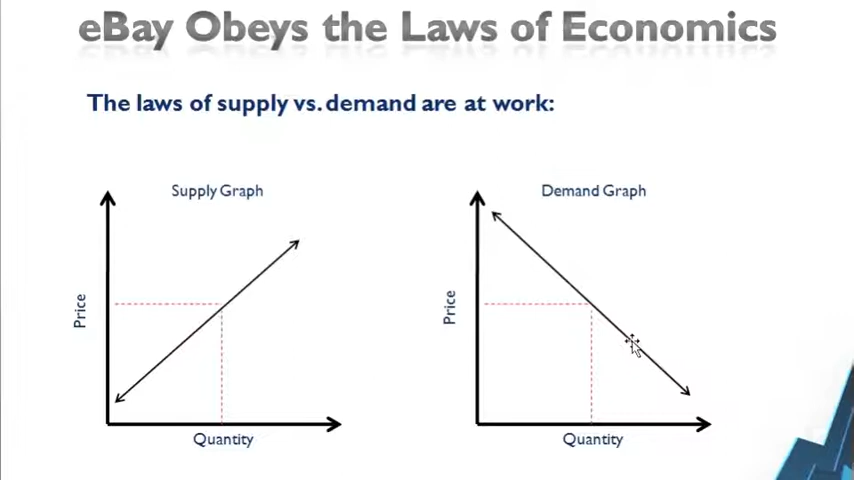 eBay Obeys the Laws of Economics
The laws of supply vs. demand are at work:
Supply Graph
Price
Quantity
Demand Graph
Price
Quantity